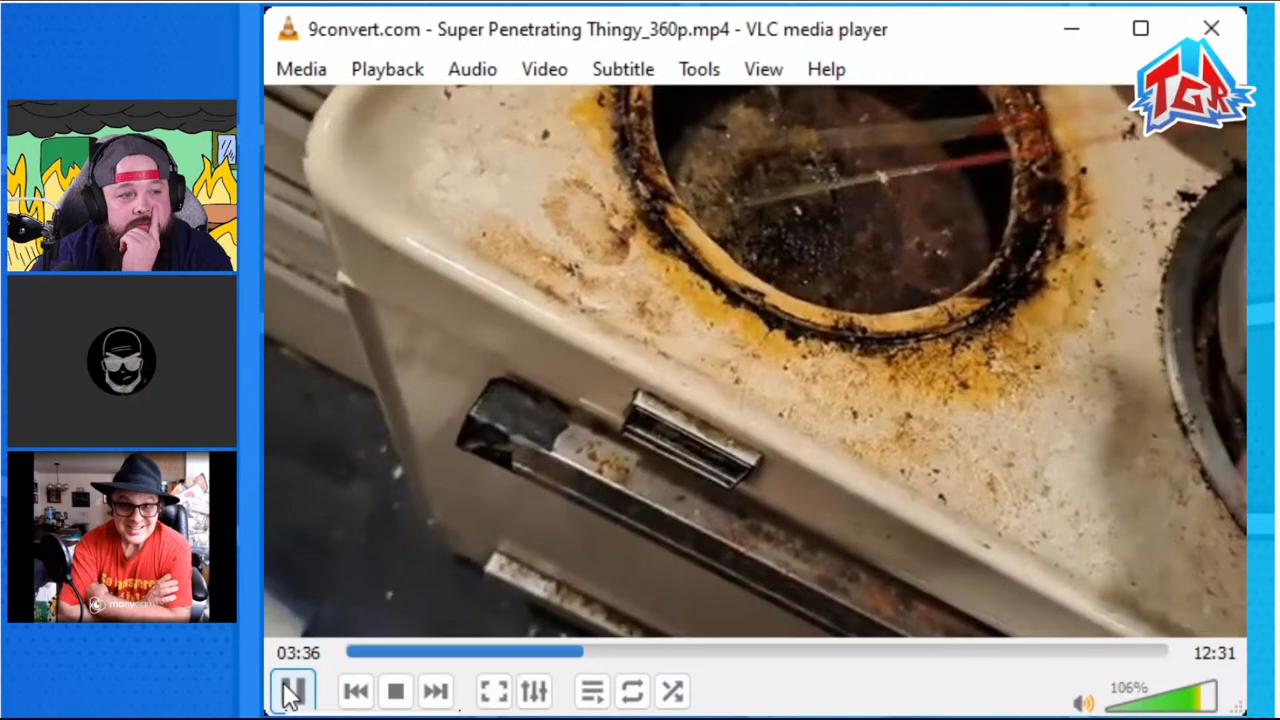 9convert.com - Super Penetrating Thingy_360p.mp4 - VLC media player
Media Playback Audio Video Subtitle Tools View Help
TGR
manycam
03:36
12:31
106%